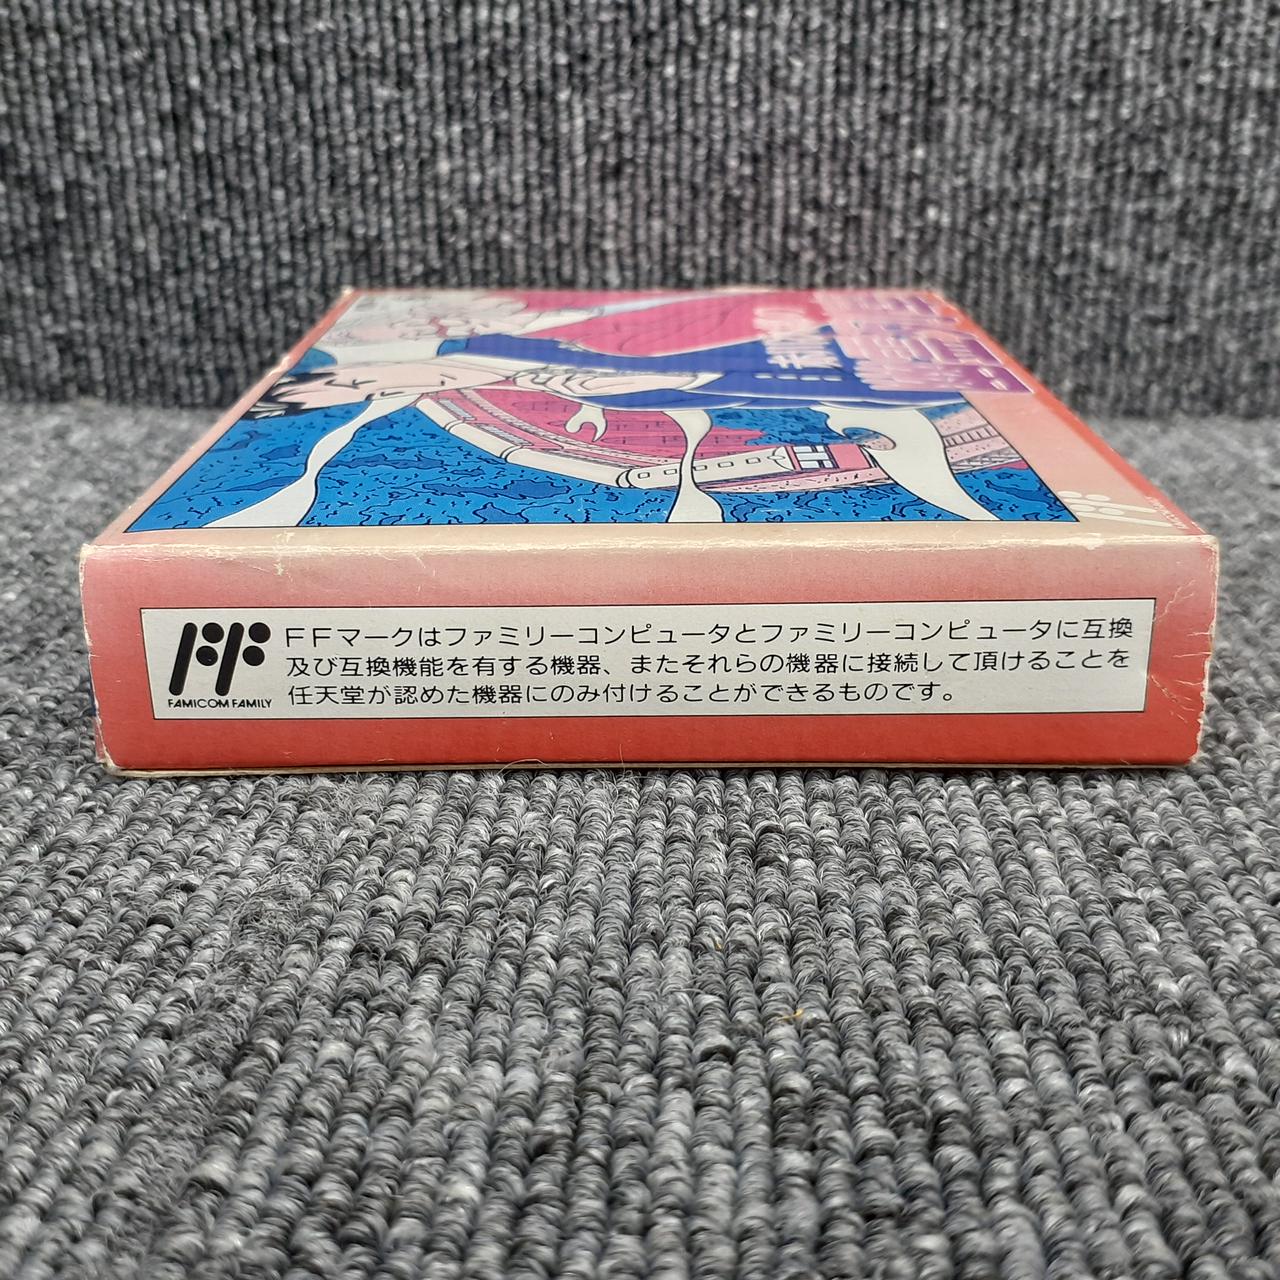 FFマークはファミリーコンピュータとファミリーコンピュータに互換
及び互換機能を有する機器、またそれらの機器に接続して頂けることを
任天堂が認めた機器にのみ付けることができるものです。
FAMICOM FAMILY